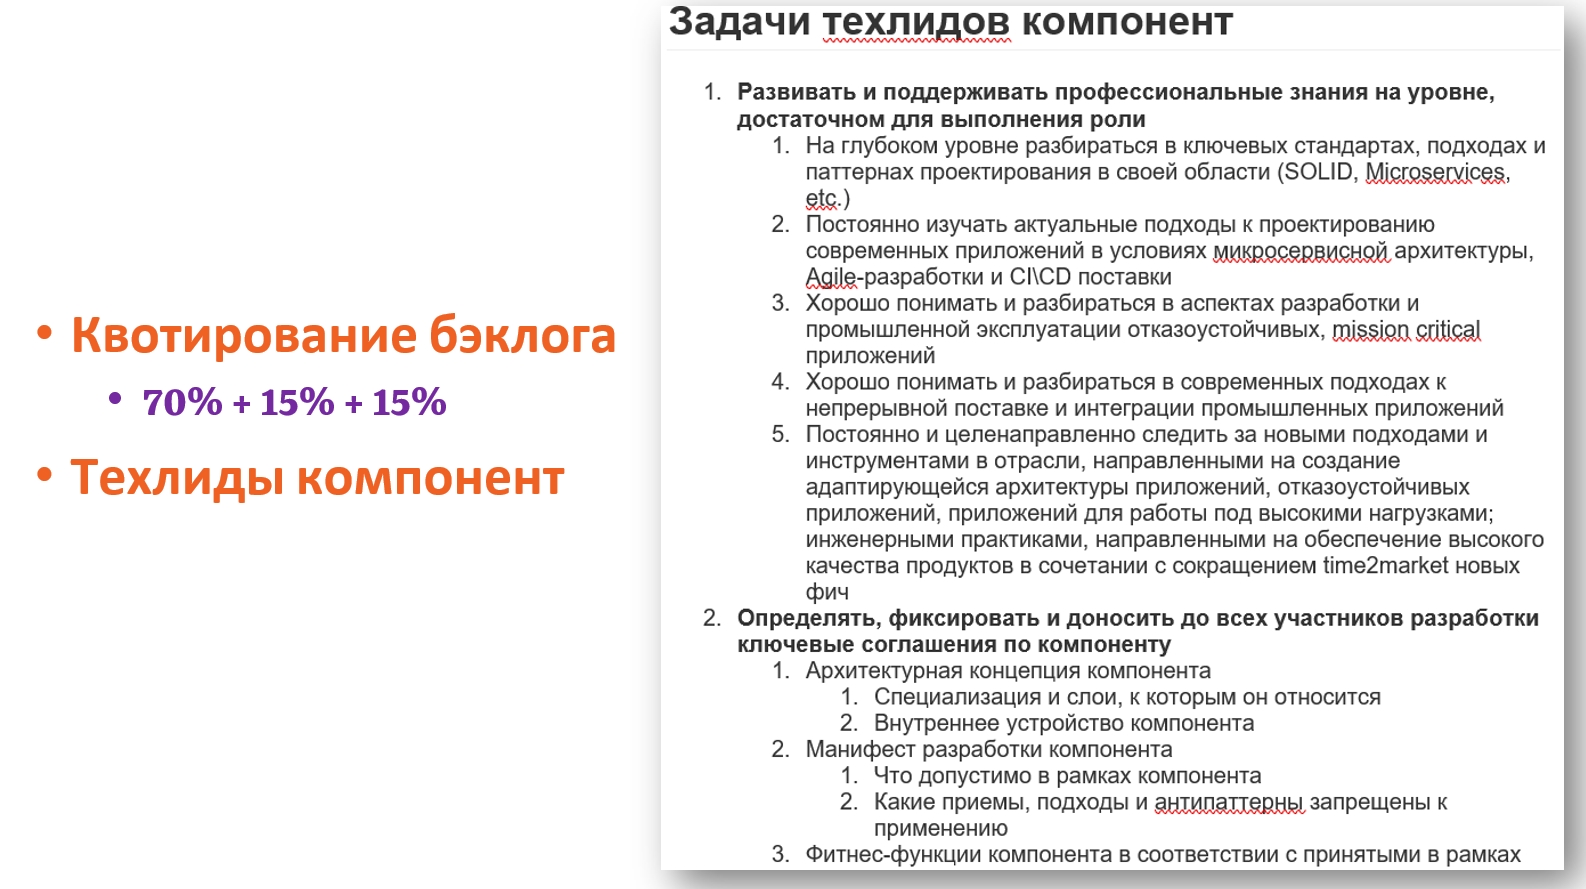 • Квотирование бэклога
• 70% + 15% + 15%
• Техлиды компонент
Задачи техлидов компонент
1. Развивать и поддерживать профессиональные знания на уровне,
достаточном для выполнения роли
1. На глубоком уровне разбираться в ключевых стандартах, подходах и
паттернах проектирования в своей области (SOLID, Microservices,
etc.)
2. Постоянно изучать актуальные подходы к проектированию
современных приложений в условиях микросервисной архитектуры,
Agile-разработки и CI\CD поставки
3. Хорошо понимать и разбираться в аспектах разработки и
промышленной эксплуатации отказоустойчивых, mission critical
приложений
4. Хорошо понимать и разбираться в современных подходах к
непрерывной поставке и интеграции промышленных приложений
5. Постоянно и целенаправленно следить за новыми подходами и
инструментами в отрасли, направленными на создание
адаптирующейся архитектуры приложений, отказоустойчивых
приложений, приложений для работы под высокими нагрузками;
инженерными практиками, направленными на обеспечение высокого
качества продуктов в сочетании с сокращением time2market новых
фич
2. Определять, фиксировать и доносить до всех участников разработки
ключевые соглашения по компоненту
1. Архитектурная концепция компонента
1. Специализация и слои, к которым он относится
2. Внутреннее устройство компонента
2. Манифест разработки компонента
1. Что допустимо в рамках компонента
2. Какие приемы, подходы и антипаттерны запрещены к
применению
3. Фитнес-функции компонента в соответствии с принятыми в рамках